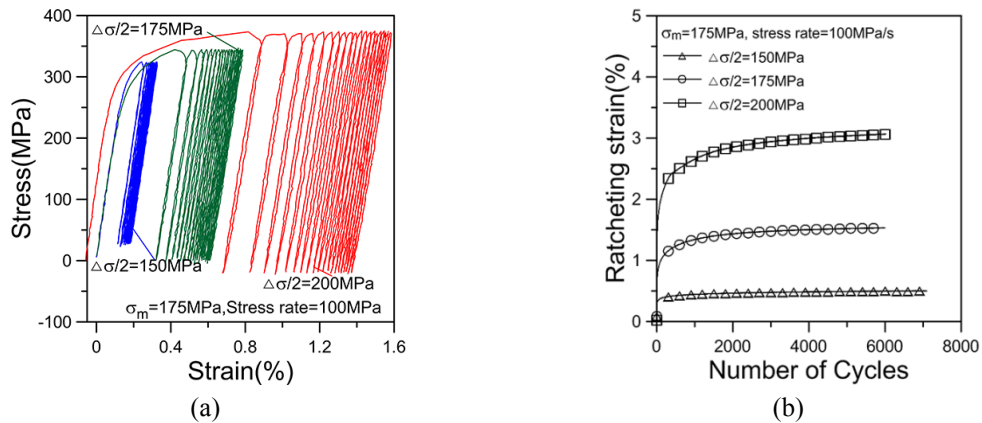 400
300
200
100
0
-100
Stress(MPa)
△σ/2=175MPa
△σ/2=150MPa
△σ/2=200MPa
σm=175MPa,Stress rate=100MPa
0 0.4 0.8 1.2 1.6
Strain(%)
(a)
5
4
3
2
1
0
Ratcheting strain(%)
σm=175MPa, stress rate=100MPa/s
△σ/2=150MPa
△σ/2=175MPa
△σ/2=200MPa
0 2000 4000 6000 8000
Number of Cycles
(b)